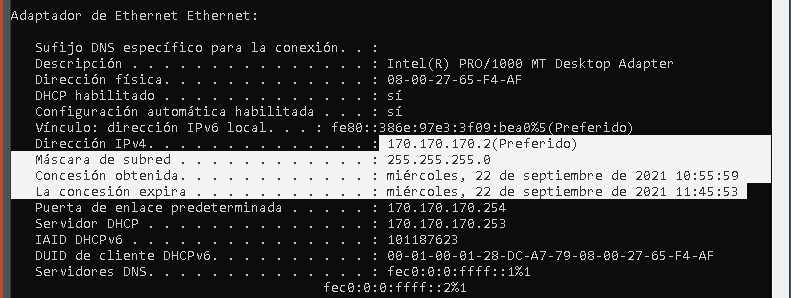 Adaptador de Ethernet Ethernet:
Sufijo DNS específico para la conexión. . :
Descripción . . . . . . . . . . . . . . . : Intel(R) PRO/1000 MT Desktop Adapter
Dirección física. . . . . . . . . . . . . : 08-00-27-65-F4-AF
DHCP habilitado . . . . . . . . . . . . . : sí
Configuración automática habilitada . . . : sí
Vínculo: dirección IPv6 local. . . : fe80::386e:97e3:3f09:bea0%5(Preferido)
Dirección IPv4. . . . . . . . . . . . . . : 170.170.170.2(Preferido)
Máscara de subred . . . . . . . . . . . . : 255.255.255.0
Concesión obtenida. . . . . . . . . . . . : miércoles, 22 de septiembre de 2021 10:55:59
La concesión expira . . . . . . . . . . . : miércoles, 22 de septiembre de 2021 11:45:53
Puerta de enlace predeterminada . . . . . : 170.170.170.254
Servidor DHCP . . . . . . . . . . . . . . : 170.170.170.253
IAID DHCPv6 . . . . . . . . . . . . . . . : 101187623
DUID de cliente DHCPv6. . . . . . . . . . : 00-01-00-01-28-DC-A7-79-08-00-27-65-F4-AF
Servidores DNS. . . . . . . . . . . . . . : fec0:0:0:ffff::1%1
fec0:0:0:ffff::2%1